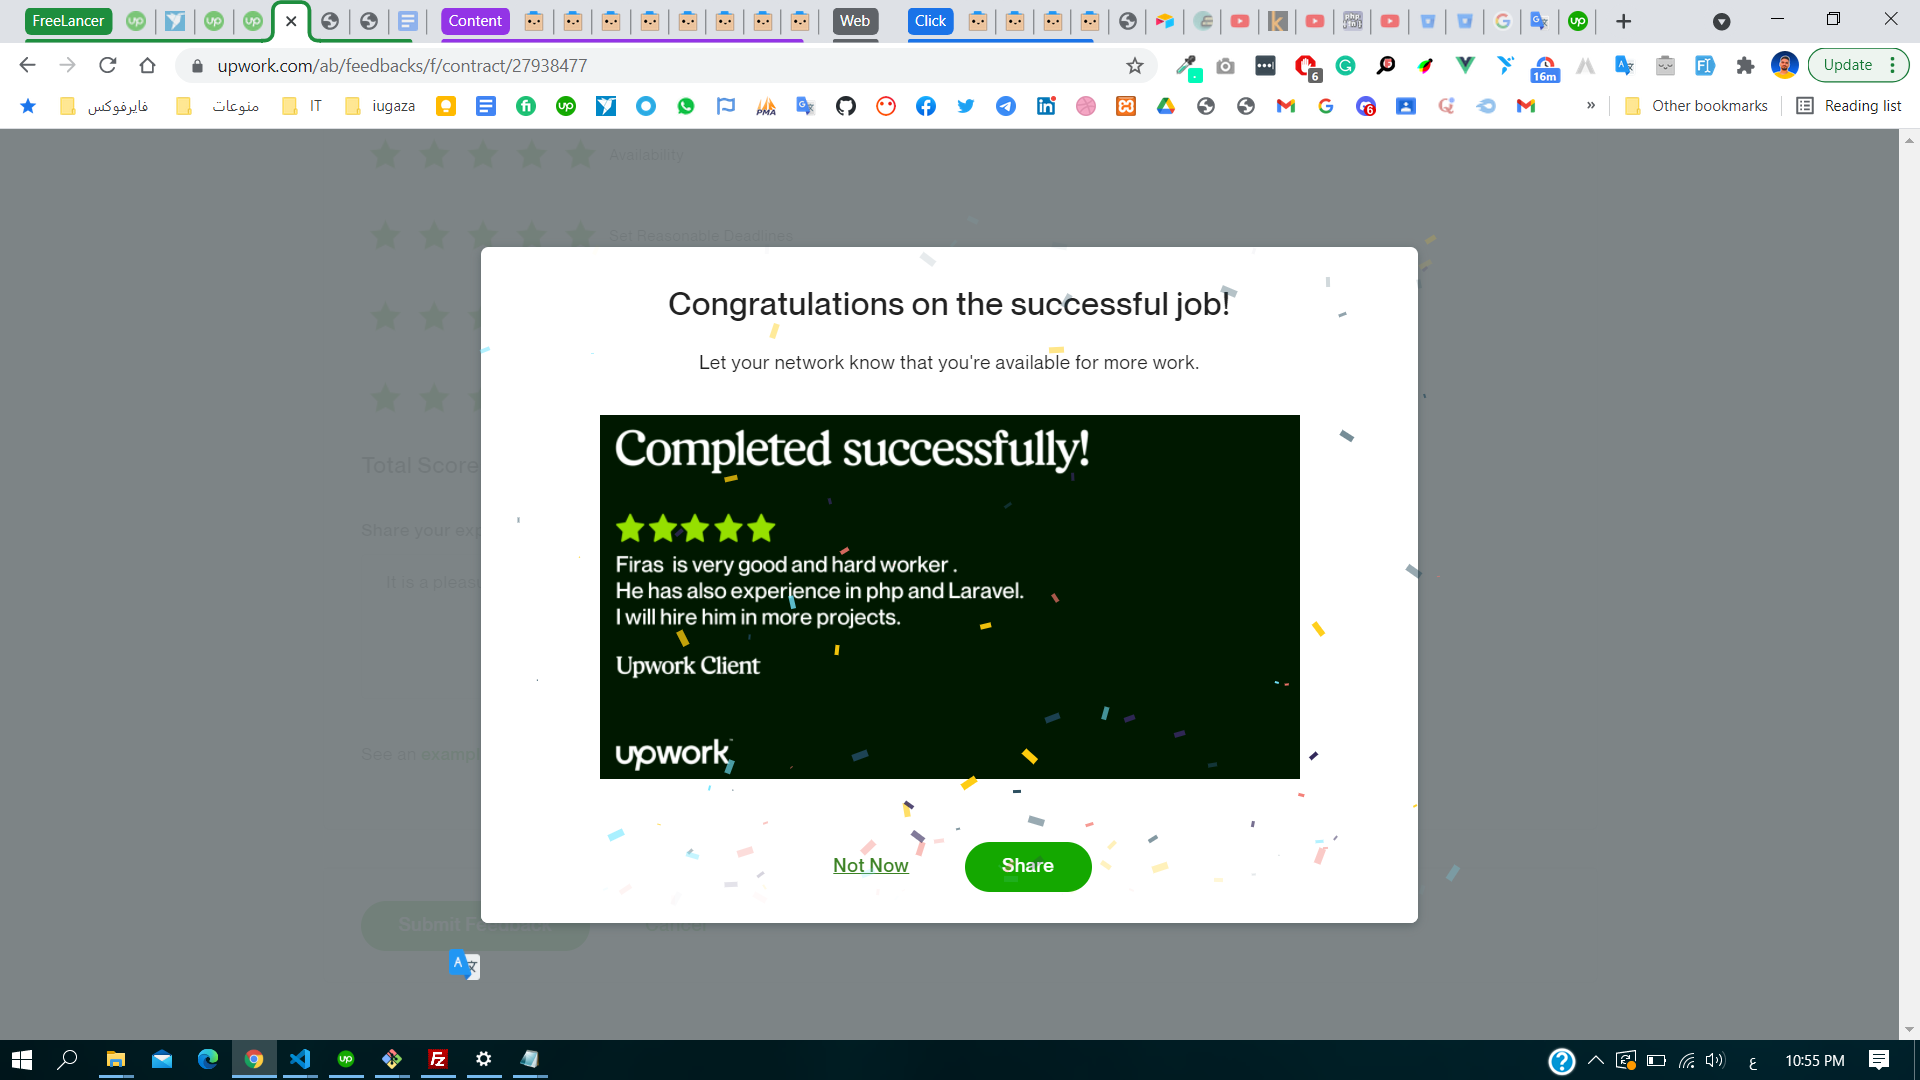 FreeLancer
Content
Web
Click
upwork.com/ab/feedbacks/f/contract/27938477
6
16m
Update
فايرفوكس
منوعات
IT
iugaza
PMA
6
»
Other bookmarks
Reading list
Availability
Set Reasonable Deadlines
Congratulations on the successful job!
Let your network know that you're available for more work.
Completed successfully!
Total Score
Share your exp
Firas is very good and hard worker .
He has also experience in php and Laravel.
I will hire him in more projects.
It is a pleas
Upwork Client
upwork
See an examp
Not Now
Share
Submit Feedback
Cancel
ع
10:55 PM